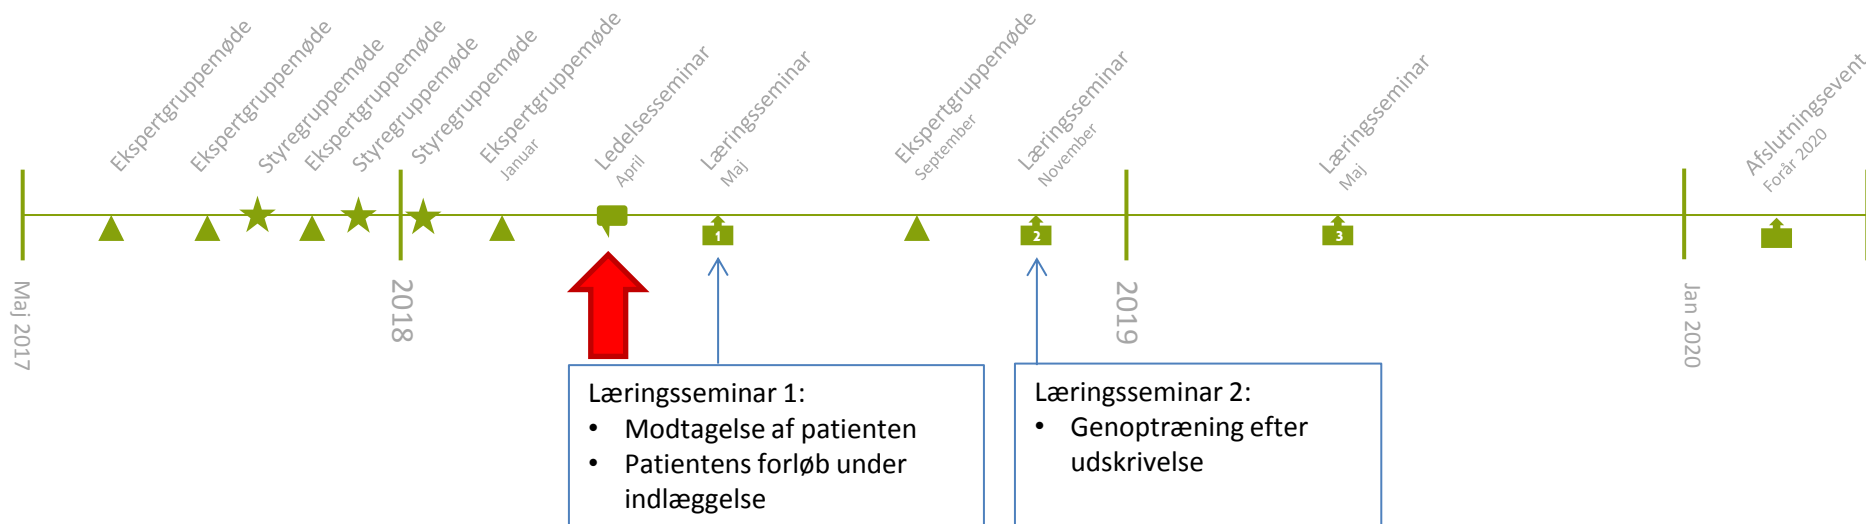 Ekspertgruppemøde
Ekspertgruppemøde
Styregruppemøde
Ekspertgruppemøde
Styregruppemøde
Styregruppemøde
Ekspertgruppemøde
Januar
Ledelsesseminar
April
Læringsseminar
Maj
Ekspertgruppemøde
September
Læringsseminar
November
Læringsseminar
Maj
Afslutningsevent
Forår 2020
1
2
3
Maj 2017
2018
2019
Jan 2020
Læringsseminar 1:
• Modtagelse af patienten
• Patientens forløb under
indlæggelse
Læringsseminar 2:
• Genoptræning efter
udskrivelse